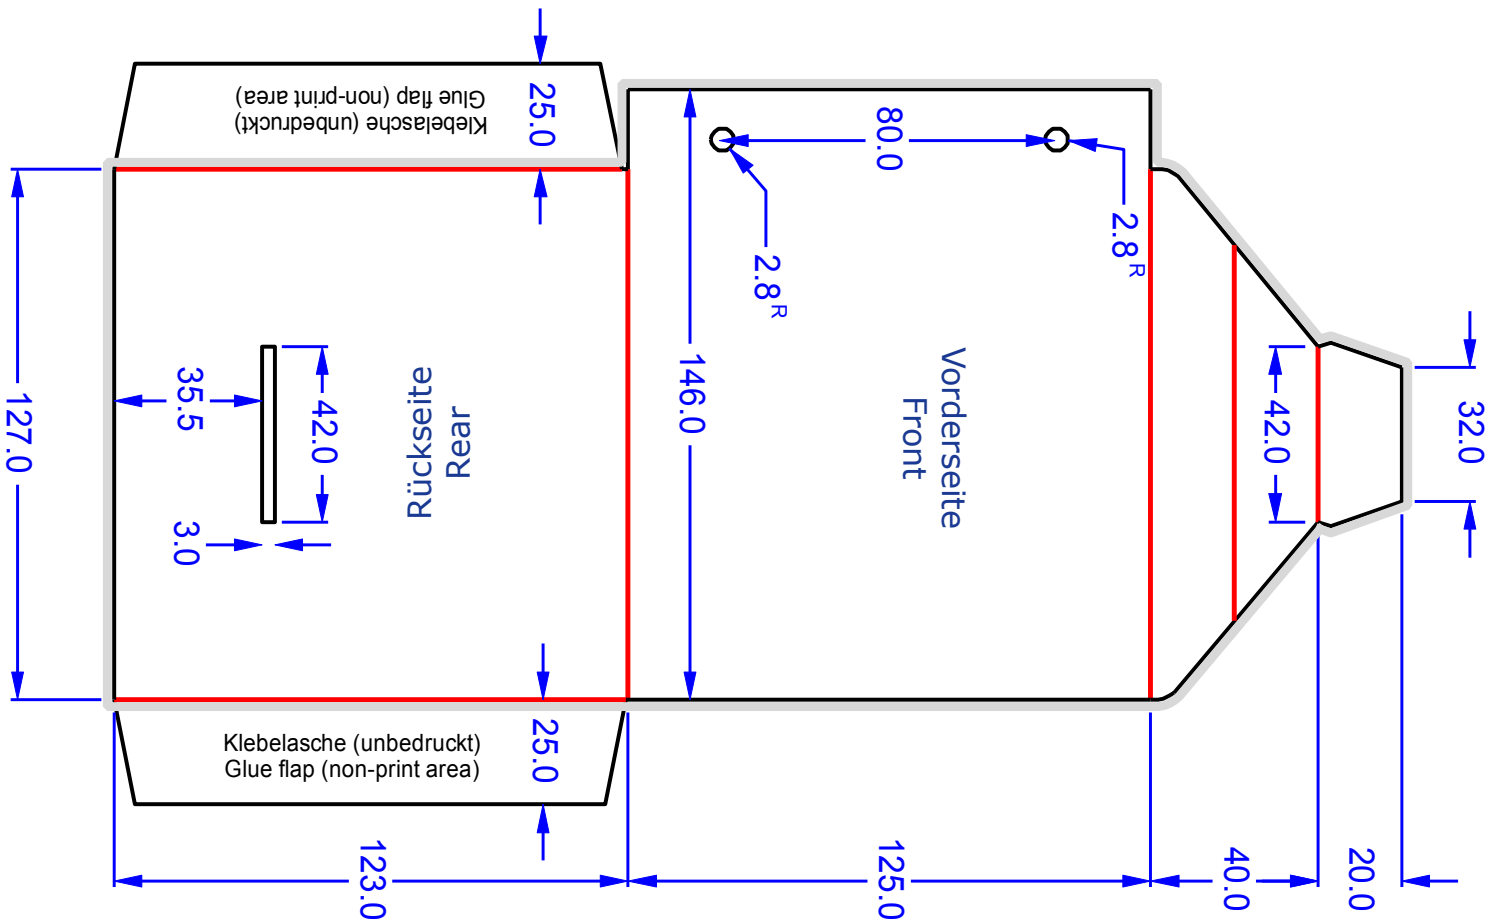 Klebelasche (unbedruckt)
Glue flap (non-print area)
25.0
80.0
2.8 R
2.8 R
127.0
35.5
42.0
3.0
Rückseite
Rear
146.0
Vorderseite
Front
42.0
32.0
Klebelasche (unbedruckt)
Glue flap (non-print area)
25.0
123.0
125.0
40.0
20.0